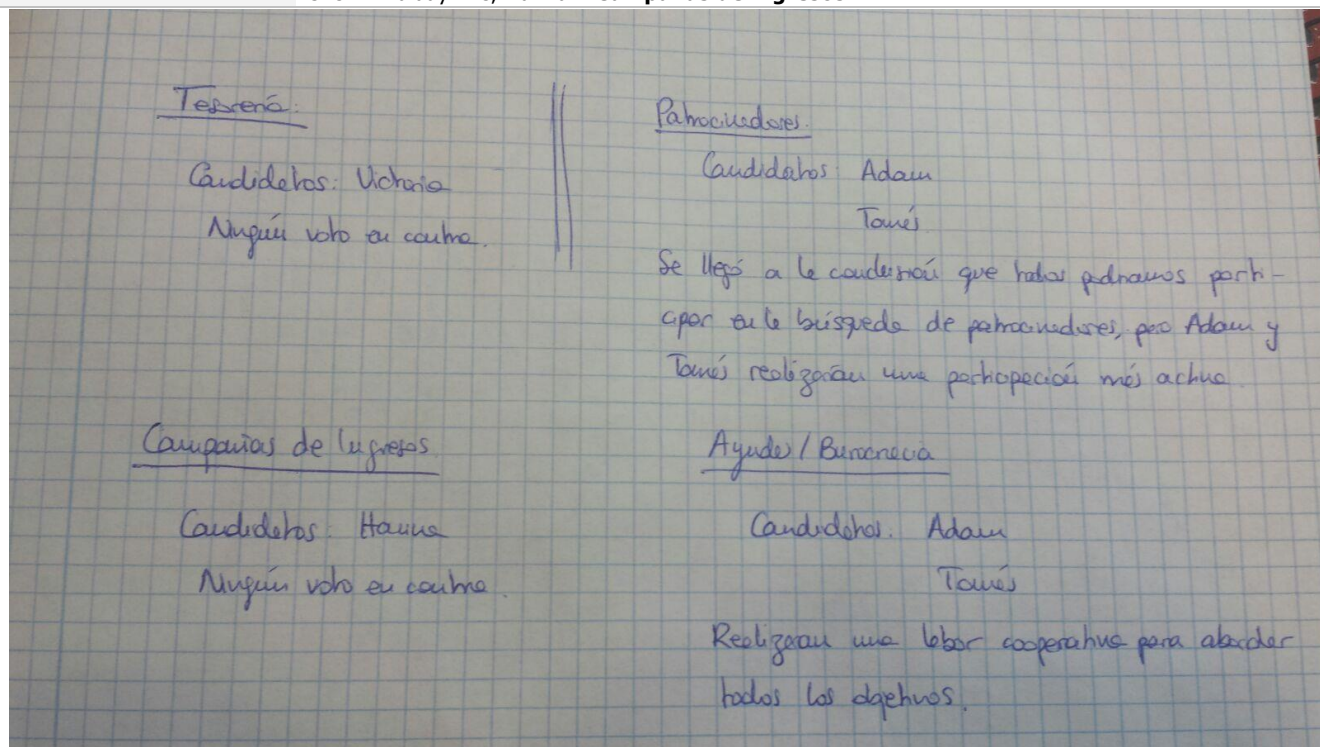 Tesorería:
Candidatos: Victoria
Ningún voto en contra.
Patrocinadores.
Candidatos: Adam
Tomás
Se llegó a la conclusión que todos podríamos parti-
cipar en la búsqueda de patrocinadores, pero Adam y
Tomás realizarán una participación más activa.
Campañas de Ingresos
Candidatos: Hanna
Ningún voto en contra.
Ayuda / Burocracia
Candidatos. Adam
Tomás
Realizarán una labor cooperativa para abordar
todos los objetivos.